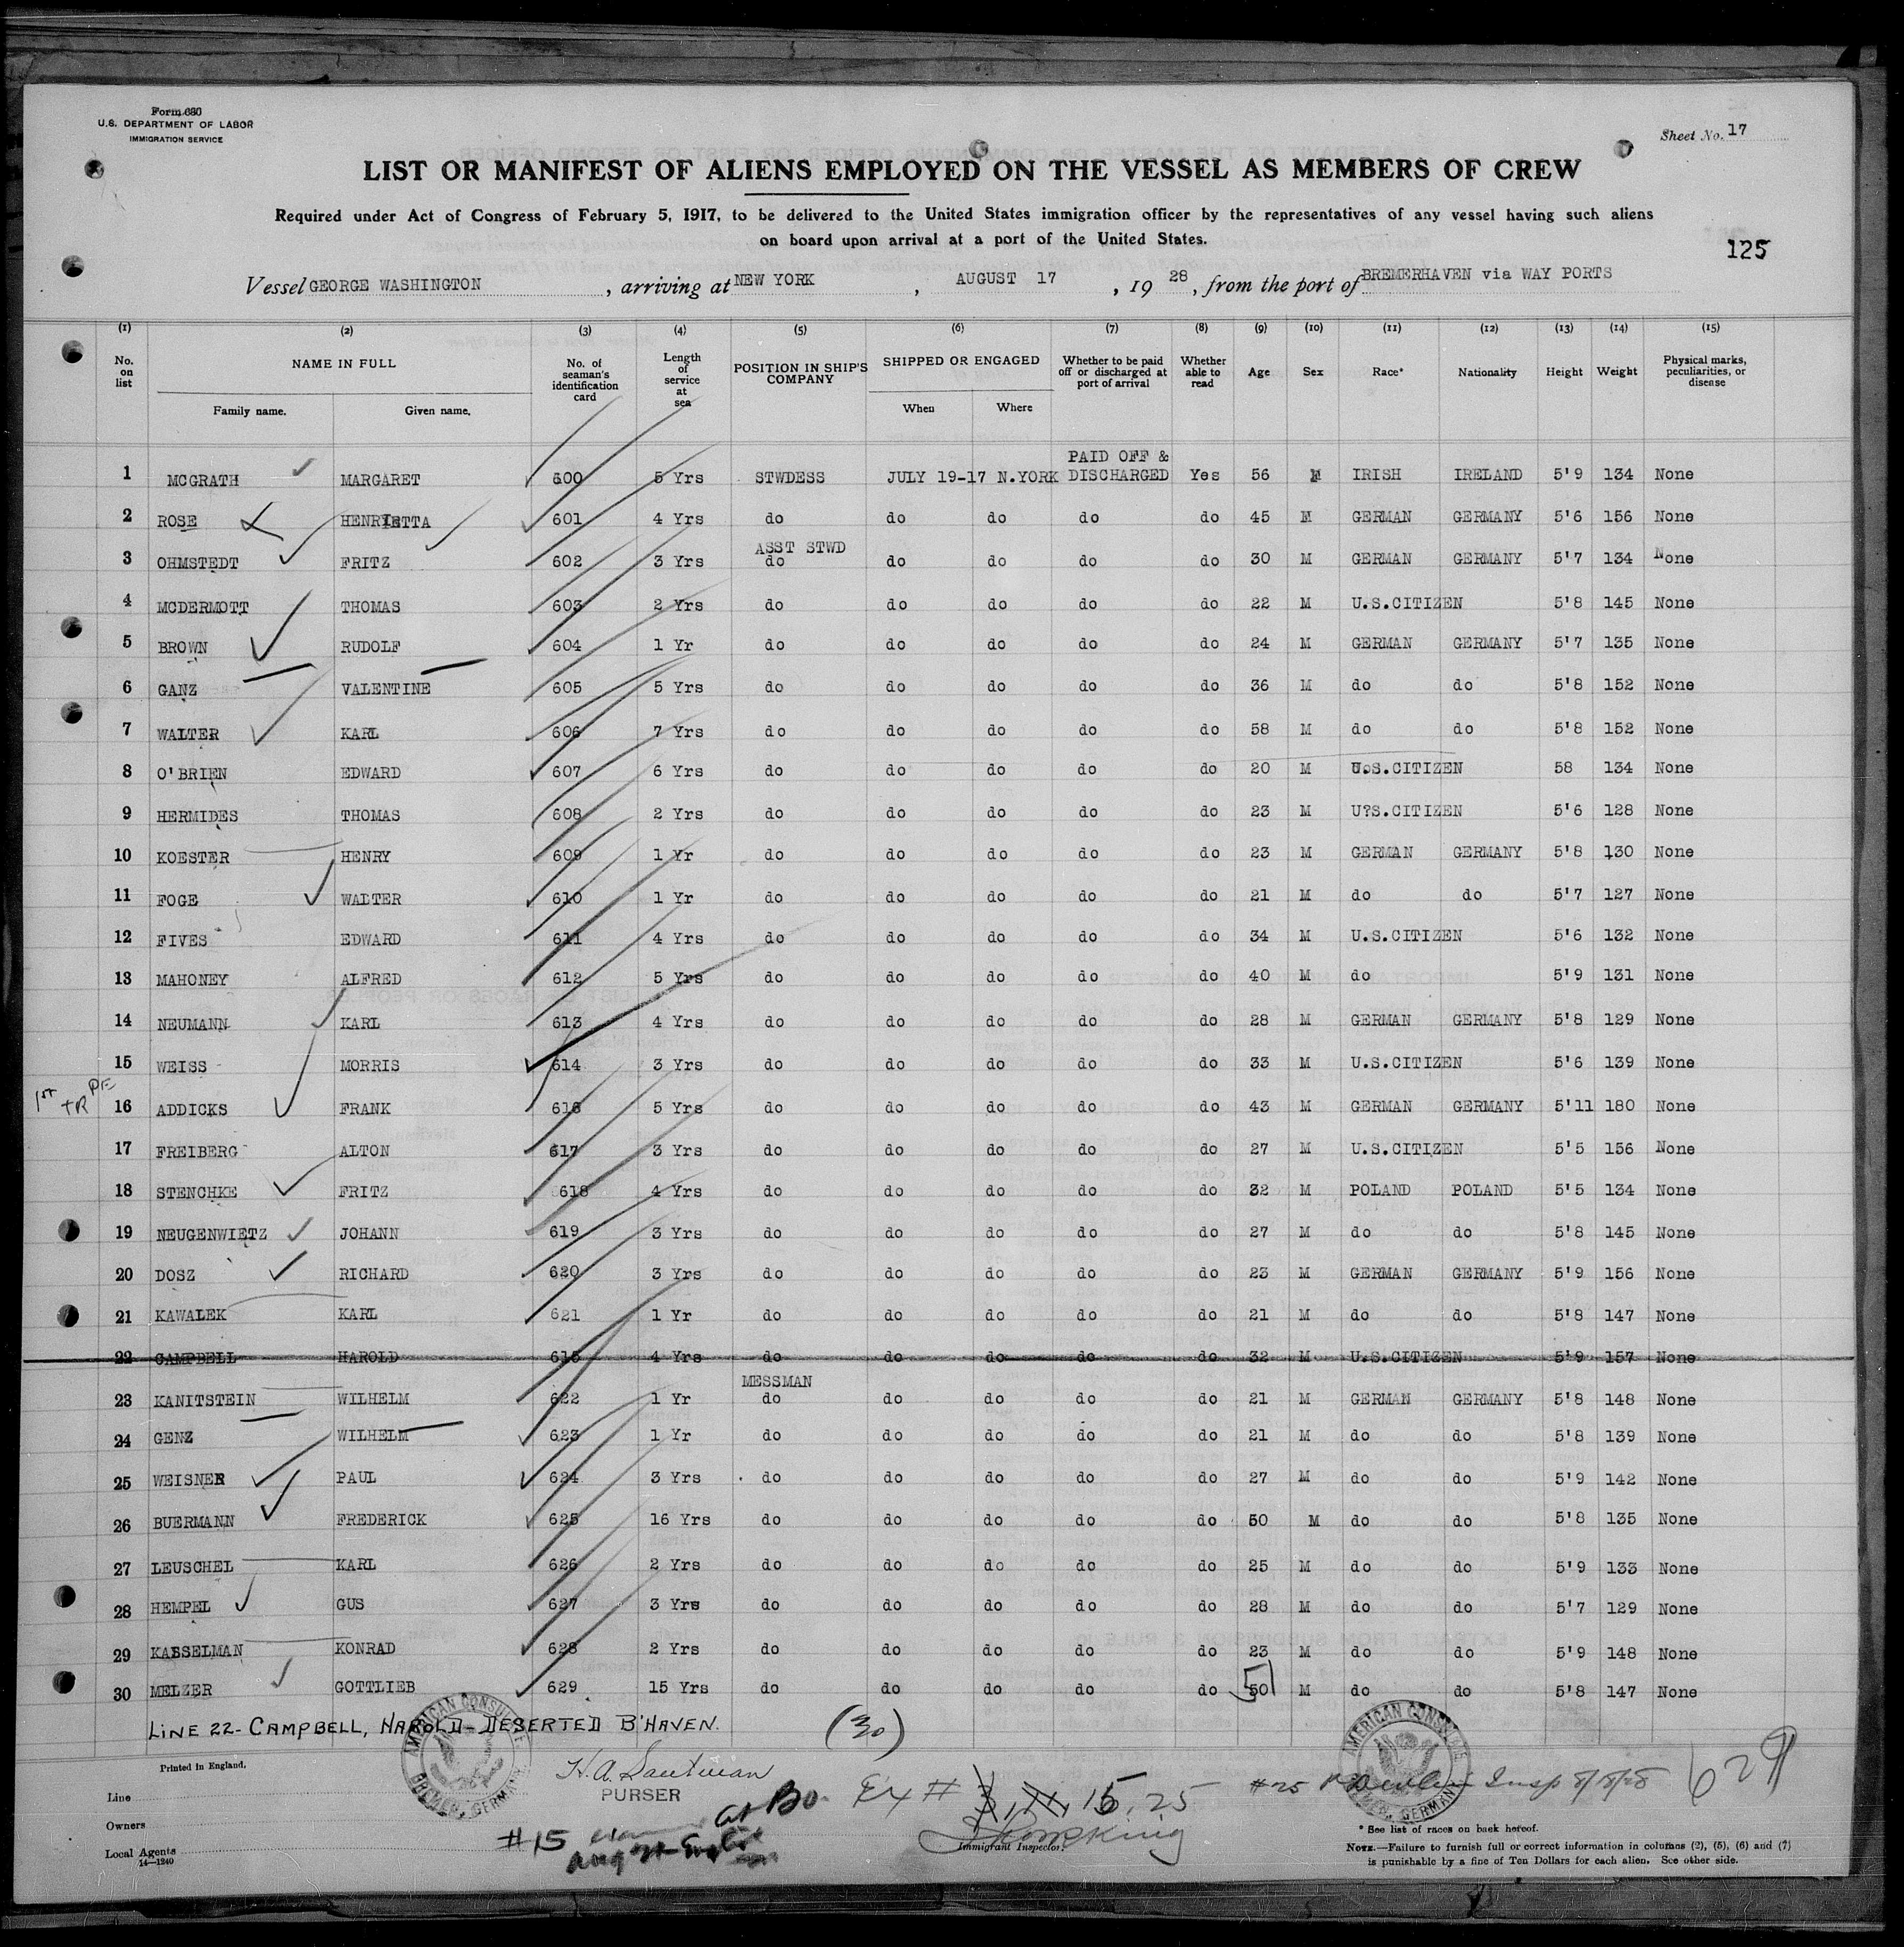 Form 680
U.S. DEPARTMENT OF LABOR
IMMIGRATION SERVICE
Sheet No. 17
LIST OR MANIFEST OF ALIENS EMPLOYED ON THE VESSEL AS MEMBERS OF CREW
Required under Act of Congress of February 5, 1917, to be delivered to the United States immigration officer by the representatives of any vessel having such aliens
on board upon arrival at a port of the United States.
125
Vessel GEORGE WASHINGTON, arriving at NEW YORK, AUGUST 17, 1928, from the port of BREMERHAVEN via WAY PORTS
(1) (2) (3) (4) (5) (6) (7) (8) (9) (10) (11) (12) (13) (14) (15)
No. on list NAME IN FULL No. of seaman's identification card Length of service at sea POSITION IN SHIP'S COMPANY SHIPPED OR ENGAGED Whether to be paid off or discharged at port of arrival Whether able to read Age Sex Race* Nationality Height Weight Physical marks, peculiarities, or disease
Family name. Given name. When Where
1 MCGRATH MARGARET 600 5 Yrs STWDESS JULY 19-17 N.YORK PAID OFF & DISCHARGED Yes 56 IRISH IRELAND 5'9 134 None
2 ROSE HENRIETTA 601 4 Yrs do do do do do 45 GERMAN GERMANY 5'6 156 None
3 OHMSTEDT FRITZ 602 3 Yrs ASST STWD do do do do do 30 M GERMAN GERMANY 5'7 134 None
4 MCDERMOTT THOMAS 603 2 Yrs do do do do do 22 M U.S.CITIZEN 5'8 145 None
5 BROWN RUDOLF 604 1 Yr do do do do do 24 M GERMAN GERMANY 5'7 135 None
6 GANZ VALENTINE 605 5 Yrs do do do do do 36 M do do 5'8 152 None
7 WALTER KARL 606 7 Yrs do do do do do 58 M do do 5'8 152 None
8 O'BRIEN EDWARD 607 6 Yrs do do do do do 20 M U.S.CITIZEN 58 134 None
9 HERMIDES THOMAS 608 2 Yrs do do do do do 23 M U?S.CITIZEN 5'6 128 None
10 KOESTER HENRY 609 1 Yr do do do do do 23 M GERMAN GERMANY 5'8 130 None
11 FOGE WALTER 610 1 Yr do do do do do 21 M do do 5'7 127 None
12 FIVES EDWARD 611 4 Yrs do do do do do 34 M U.S.CITIZEN 5'6 132 None
13 MAHONEY ALFRED 612 5 Yrs do do do do do 40 M do 5'9 131 None
14 NEUMANN KARL 613 4 Yrs do do do do do 28 M GERMAN GERMANY 5'8 129 None
15 WEISS MORRIS 614 3 Yrs do do do do do 33 M U.S.CITIZEN 5'6 139 None
1st
16 ADDICKS FRANK 616 5 Yrs do do do do do 43 M GERMAN GERMANY 5'11 180 None
17 FREIBERG ALTON 617 3 Yrs do do do do do 27 M U.S.CITIZEN 5'5 156 None
18 STENCHKE FRITZ 618 4 Yrs do do do do do 32 M POLAND POLAND 5'5 134 None
19 NEUGENWIETZ JOHANN 619 3 Yrs do do do do do 27 M do do 5'8 145 None
20 DOSZ RICHARD 620 3 Yrs do do do do do 23 M GERMAN GERMANY 5'9 156 None
21 KAWALEK KARL 621 1 Yr do do do do do 21 M do do 5'8 147 None
22 CAMPBELL HAROLD 615 4 Yrs do do do do do 32 M U.S.CITIZEN 5'9 157 None
23 KANITSTEIN WILHELM 622 1 Yr MESSMAN do do do do do 21 M GERMAN GERMANY 5'8 148 None
24 GENZ WILHELM 623 1 Yr do do do do do 21 M do do 5'8 139 None
25 WEISNER PAUL 624 3 Yrs do do do do do 27 M do do 5'9 142 None
26 BUERMANN FREDERICK 625 16 Yrs do do do do do 50 M do do 5'8 135 None
27 LEUSCHEL KARL 626 2 Yrs do do do do do 25 M do do 5'9 133 None
28 HEMPEL GUS 627 3 Yrs do do do do do 28 M do do 5'7 129 None
29 KASSELMAN KONRAD 628 2 Yrs do do do do do 23 M do do 5'9 148 None
30 MELZER GOTTLIEB 629 15 Yrs do do do do do 50 51 M do do 5'8 147 None
LINE 22- CAMPBELL, HAROLD - DESERTED B'HAVEN. (30)
AMERICAN CONSULATE BREMEN, GERMANY
AMERICAN CONSULATE BREMEN, GERMANY
Printed in England.
PURSER
Ex # 3, 11, 15, 25
#25 Insp 8/8/28
629
Line
Owners
Local Agents
14—1240
#15
Immigrant Inspector.
* See list of races on back hereof.
NOTE.—Failure to furnish full or correct information in columns (2), (5), (6) and (7)
is punishable by a fine of Ten Dollars for each alien. See other side.